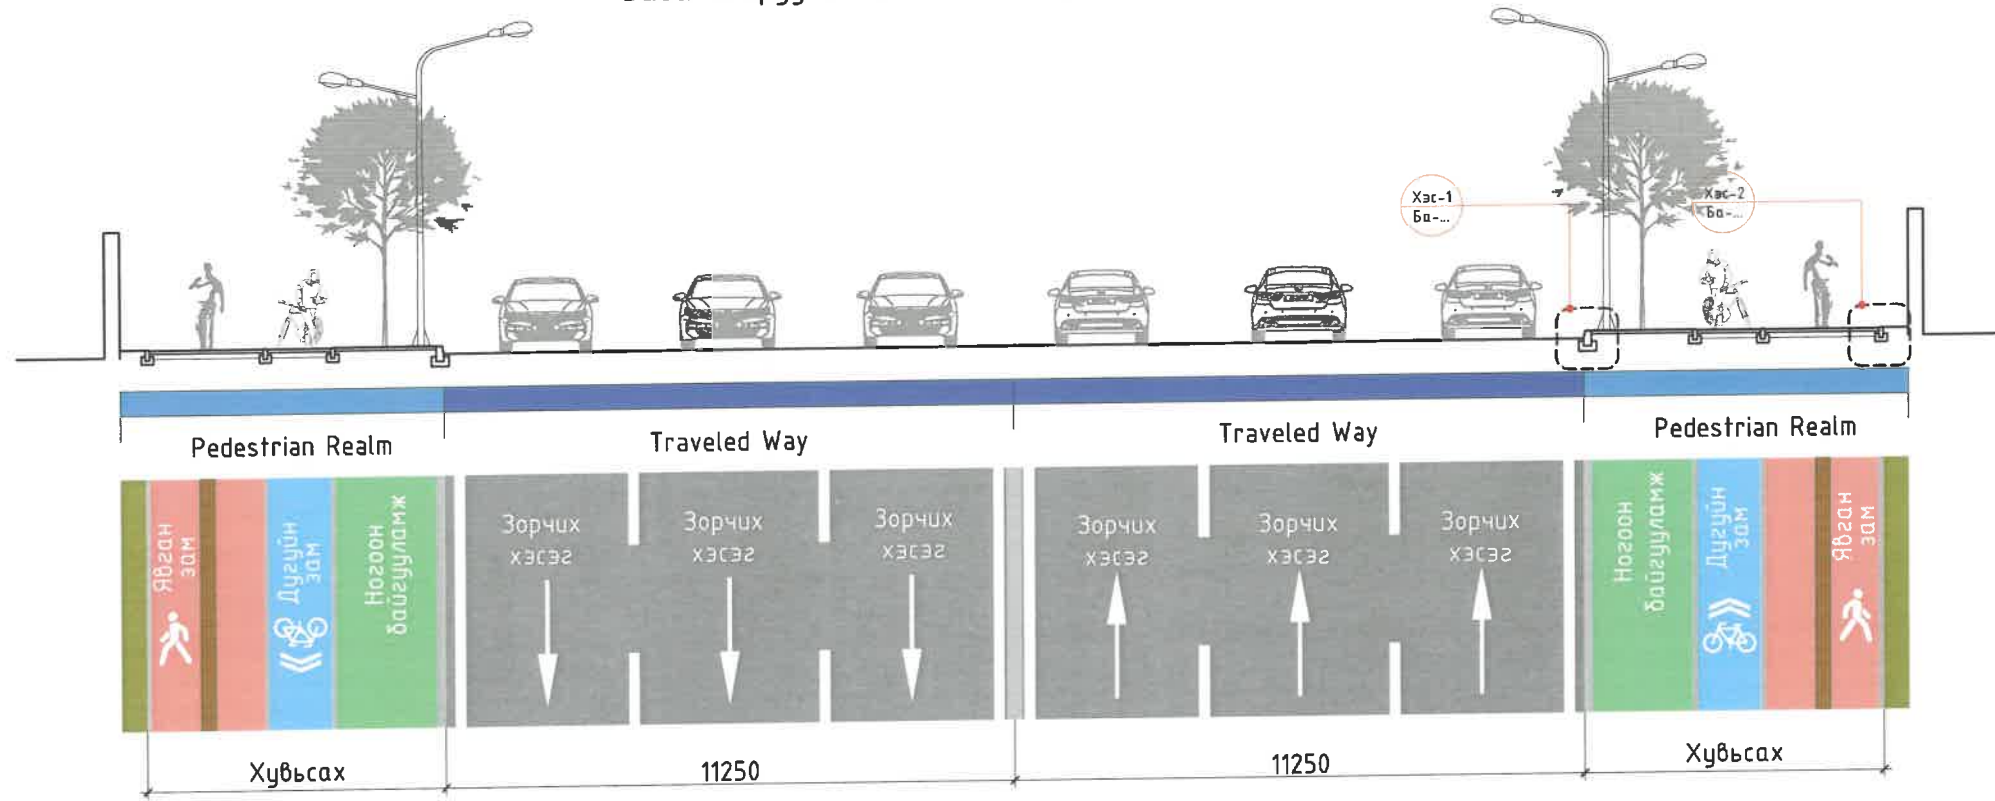 Хэс-1
Ба-...
Хэс-2
Ба-...
Pedestrian Realm
Traveled Way
Traveled Way
Pedestrian Realm
Явган
зам
Дугуйн
зам
Ногоон
байгууламж
Зорчих
хэсэг
Зорчих
хэсэг
Зорчих
хэсэг
Зорчих
хэсэг
Зорчих
хэсэг
Зорчих
хэсэг
Ногоон
байгууламж
Дугуйн
зам
Явган
зам
Хувьсах
11250
11250
Хувьсах